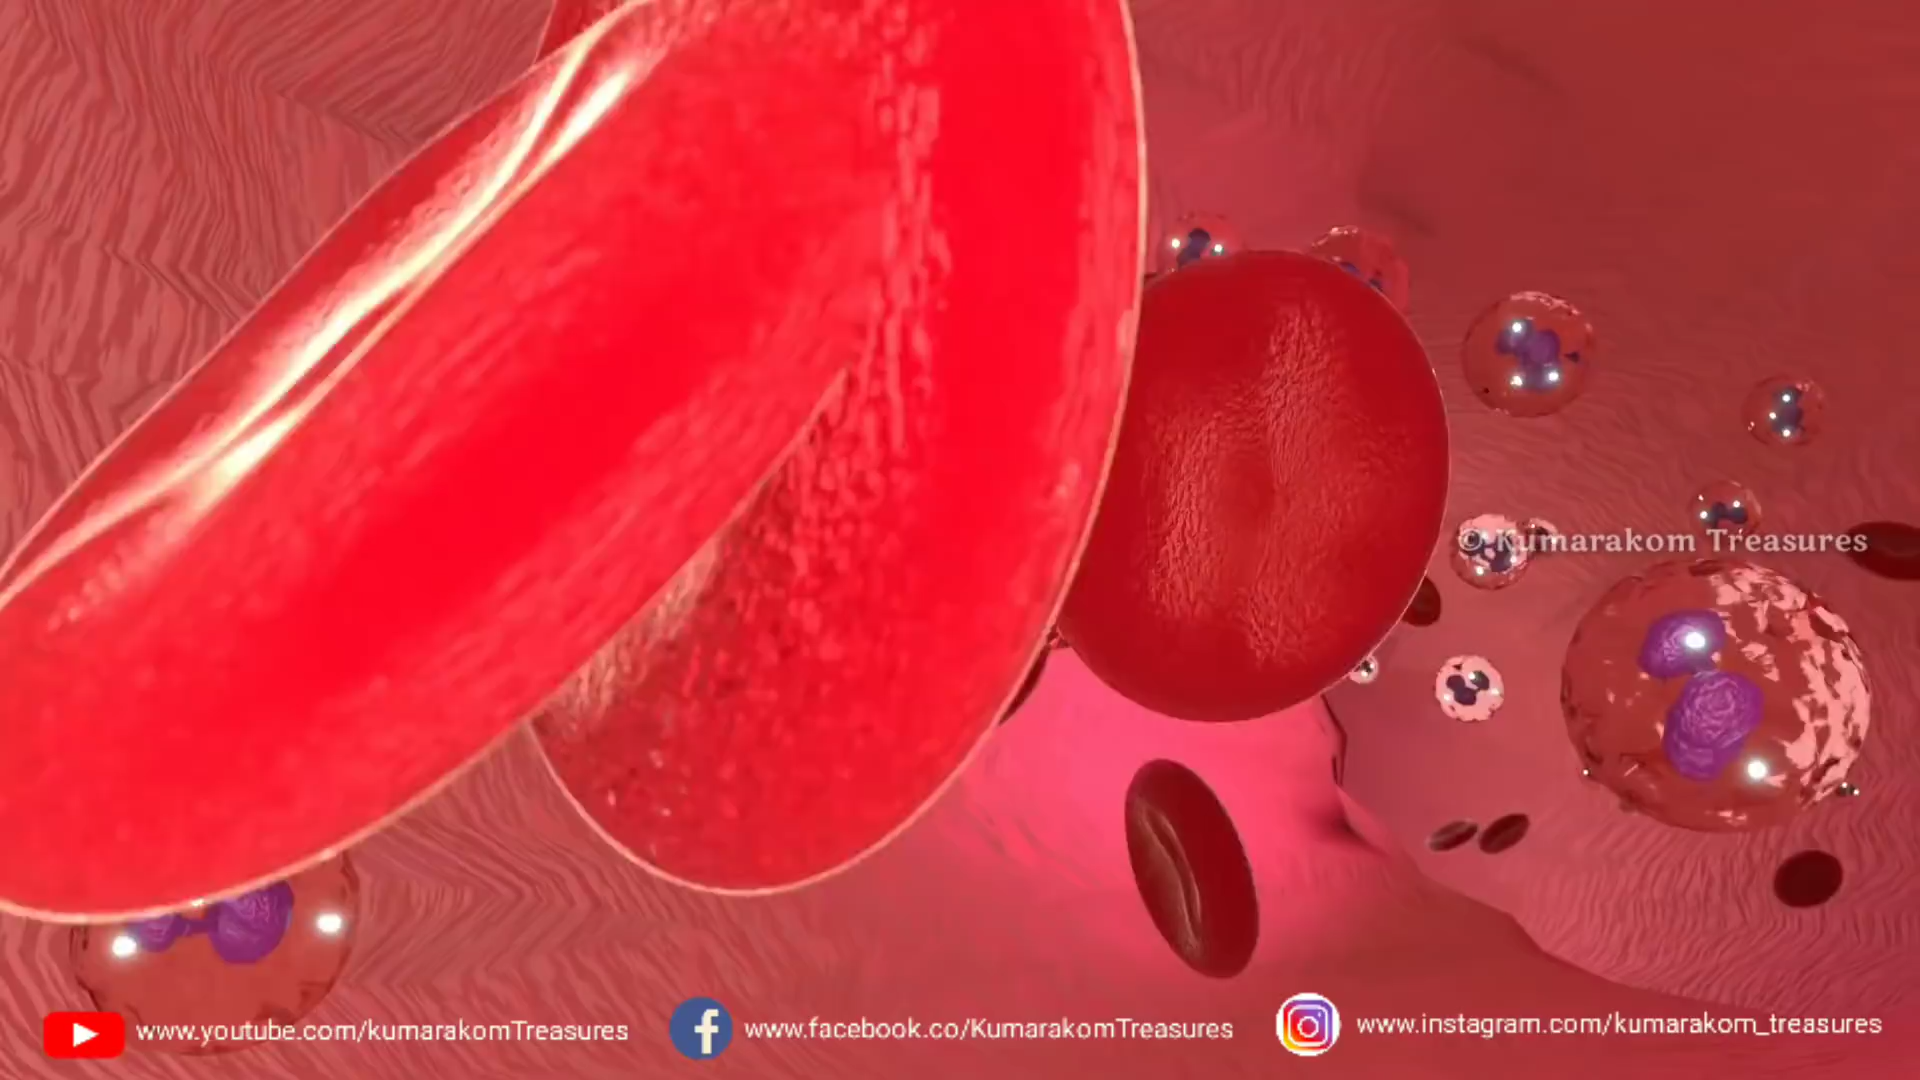 © Kumarakom Treasures
www.youtube.com/kumarakomTreasures
www.facebook.co/KumarakomTreasures
www.instagram.com/kumarakom_treasures